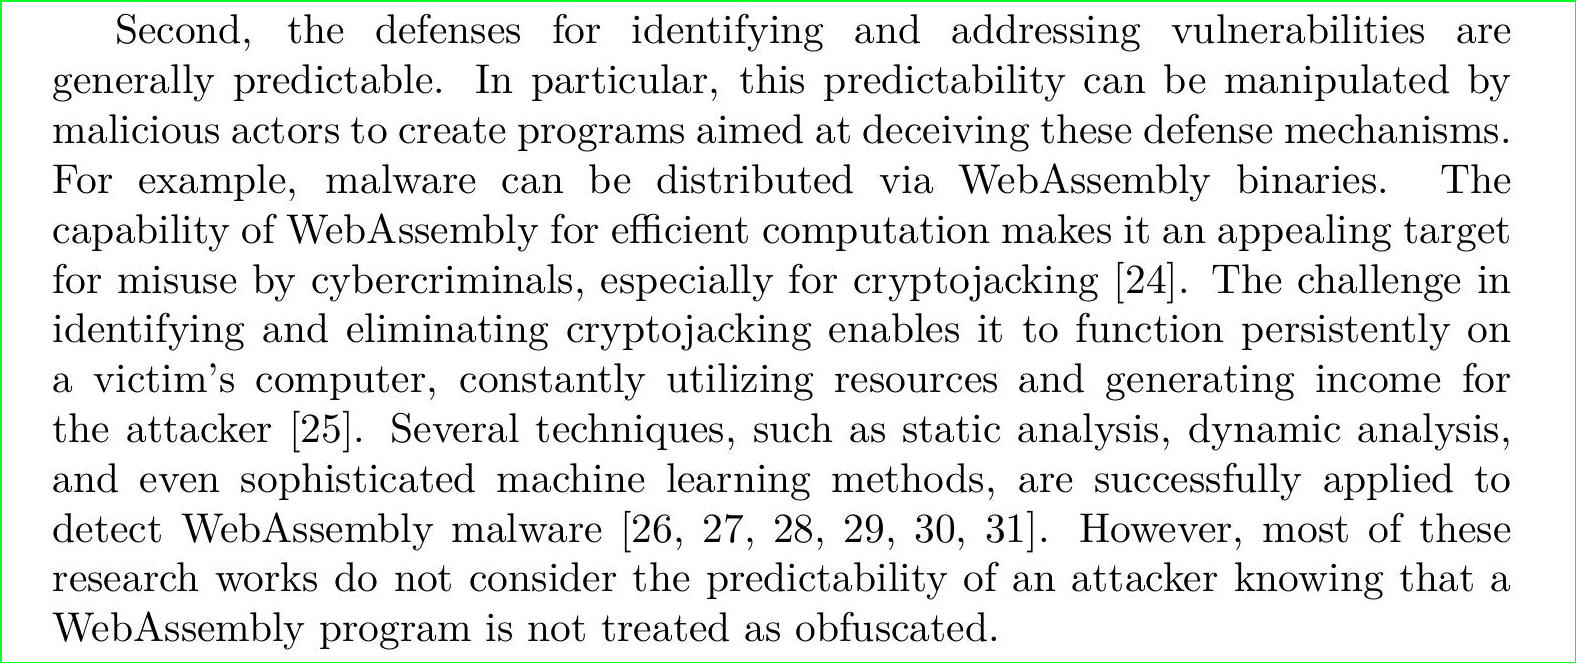 Second, the defenses for identifying and addressing vulnerabilities are
generally predictable. In particular, this predictability can be manipulated by
malicious actors to create programs aimed at deceiving these defense mechanisms.
For example, malware can be distributed via WebAssembly binaries. The
capability of WebAssembly for efficient computation makes it an appealing target
for misuse by cybercriminals, especially for cryptojacking [24]. The challenge in
identifying and eliminating cryptojacking enables it to function persistently on
a victim's computer, constantly utilizing resources and generating income for
the attacker [25]. Several techniques, such as static analysis, dynamic analysis,
and even sophisticated machine learning methods, are successfully applied to
detect WebAssembly malware [26, 27, 28, 29, 30, 31]. However, most of these
research works do not consider the predictability of an attacker knowing that a
WebAssembly program is not treated as obfuscated.